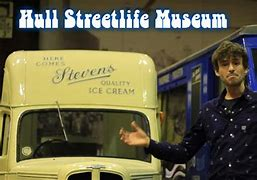 Hull Streetlife Museum
HERE
COMES
Stevens
QUALITY
ICE CREAM